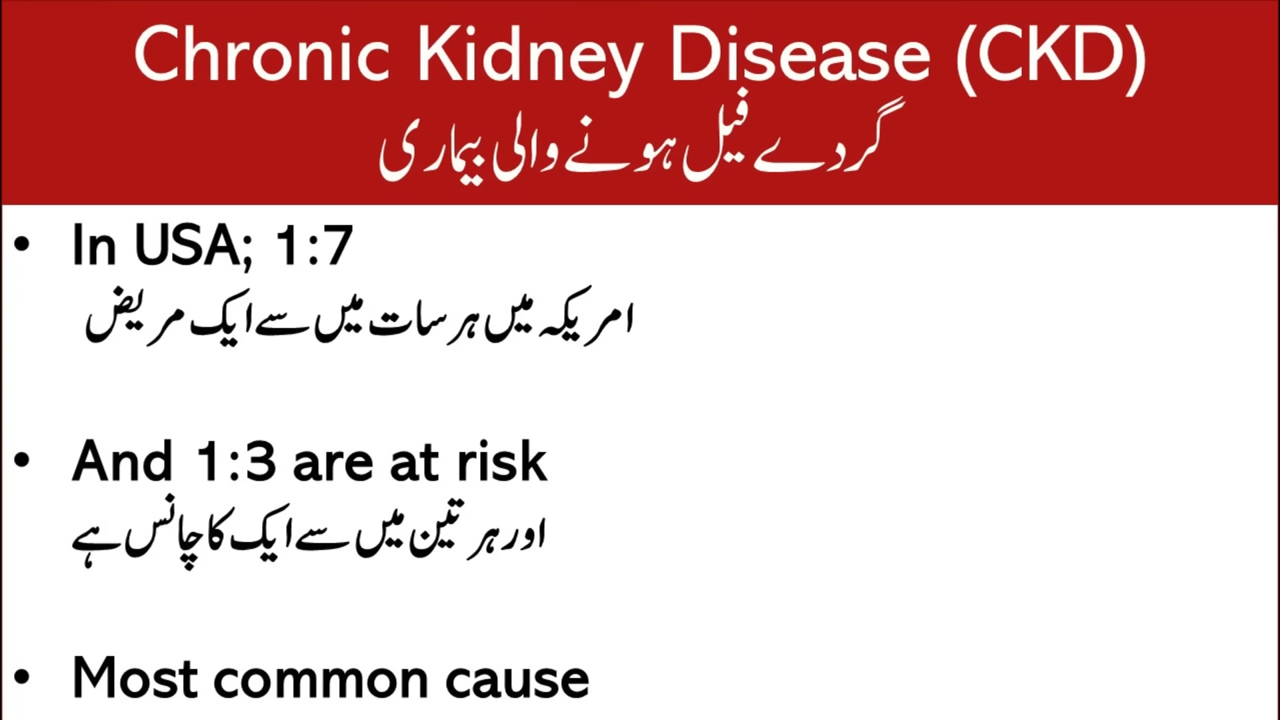 Chronic Kidney Disease (CKD)
گردے فیل ہونے والی بیماری
• In USA; 1:7
امریکہ میں ہر سات میں سے ایک مریض
• And 1:3 are at risk
اور ہر تین میں سے ایک کا چانس ہے
• Most common cause